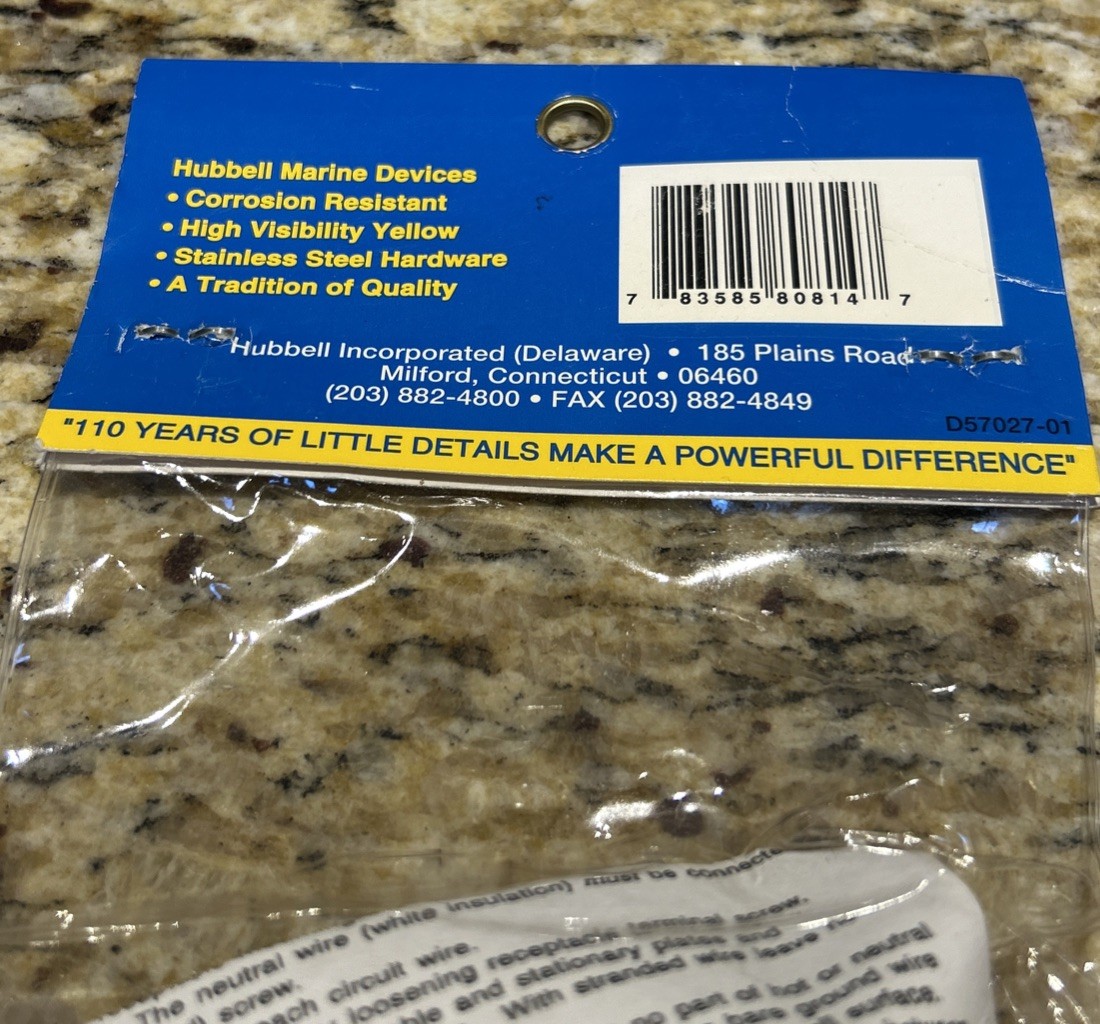 Hubbell Marine Devices
• Corrosion Resistant
• High Visibility Yellow
• Stainless Steel Hardware
• A Tradition of Quality
7 83585 80814 7
Hubbell Incorporated (Delaware) • 185 Plains Road
Milford, Connecticut • 06460
(203) 882-4800 • FAX (203) 882-4849
D57027-01
"110 YEARS OF LITTLE DETAILS MAKE A POWERFUL DIFFERENCE"
The neutral wire (white insulation) must be
screw.
each circuit wire.
loosening receptacle terminal screw.
and stationary plates and
With stranded wire leave
no part of hot or neutral
bare ground wire
surface.